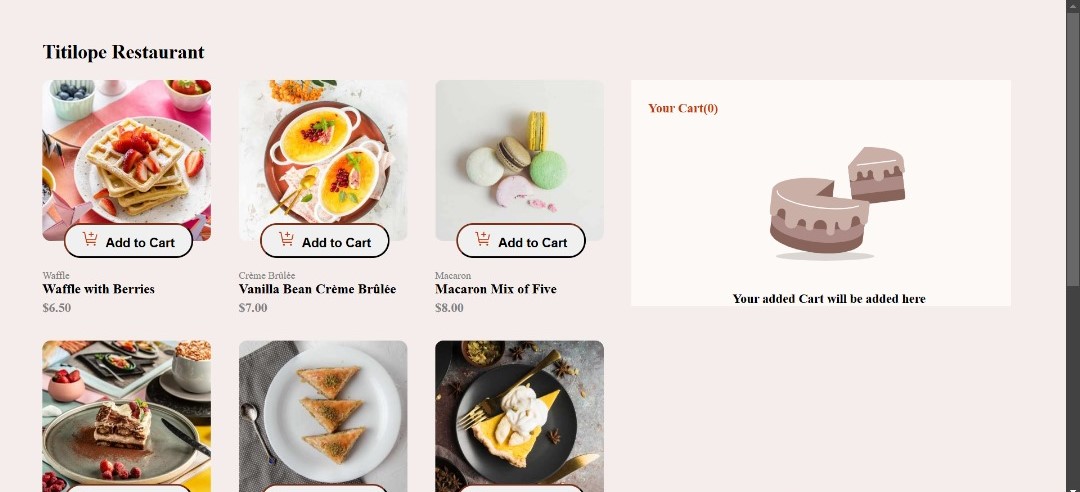 Titilope Restaurant
Add to Cart
Waffle
Waffle with Berries
$6.50
Add to Cart
Crème Brûlée
Vanilla Bean Crème Brûlée
$7.00
Add to Cart
Macaron
Macaron Mix of Five
$8.00
Your Cart(0)
Your added Cart will be added here